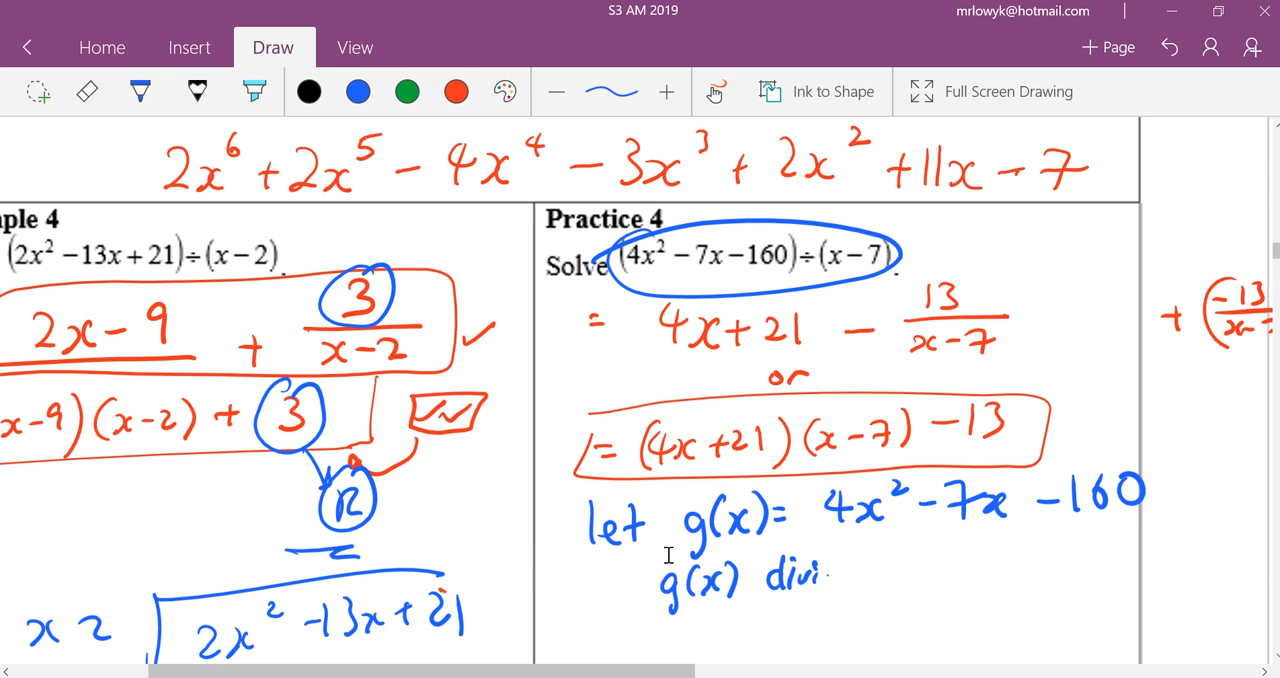 S3 AM 2019
mrlowyk@hotmail.com
Home Insert Draw View
Page
Ink to Shape
Full Screen Drawing
2x⁶ + 2x⁵ - 4x⁴ - 3x³ + 2x² + 11x - 7
ple 4
(2x² − 13x + 21) ÷ (x − 2).
2x - 9 + 3/(x-2)
x-9)(x-2) + 3
R
x 2 2x² -13x + 21
Practice 4
Solve (4x² − 7x − 160) ÷ (x − 7).
= 4x + 21 - 13/(x-7)
+ (-13
or
= (4x + 21)(x - 7) - 13
let g(x) = 4x² - 7x - 160
g(x) divi